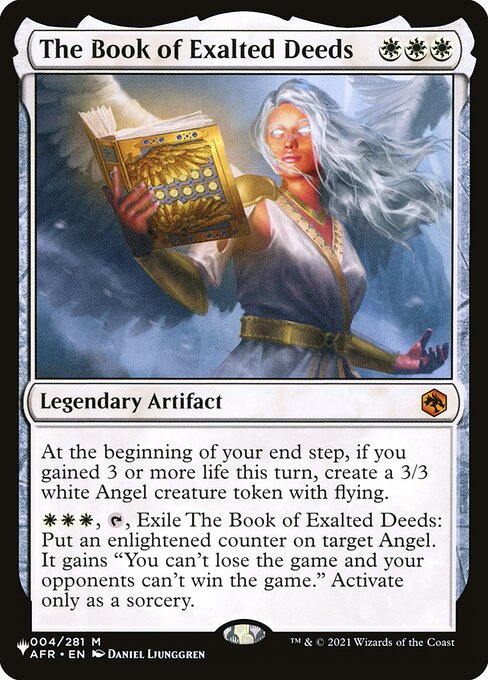 The Book of Exalted Deeds
Legendary Artifact
At the beginning of your end step, if you
gained 3 or more life this turn, create a 3/3
white Angel creature token with flying.
, , Exile The Book of Exalted Deeds:
Put an enlightened counter on target Angel.
It gains “You can’t lose the game and your
opponents can’t win the game.” Activate
only as a sorcery.
004/281 M
AFR • EN Daniel Ljunggren
™ & © 2021 Wizards of the Coast